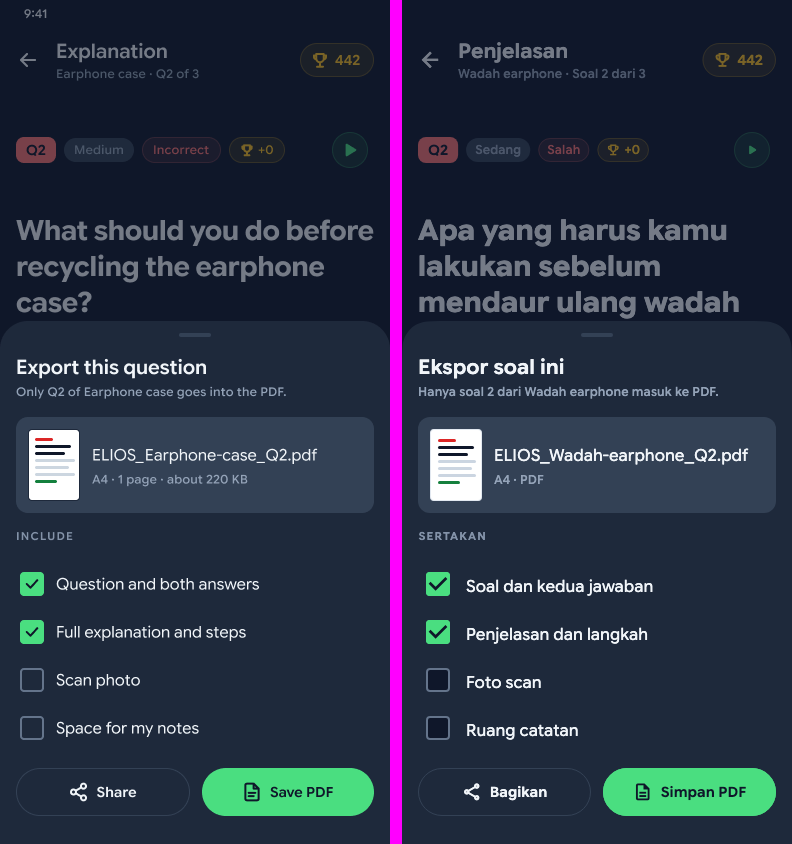 9:41
Explanation
Earphone case · Q2 of 3
442
Q2
Medium
Incorrect
+0
What should you do before
recycling the earphone
case?
Export this question
Only Q2 of Earphone case goes into the PDF.
ELIOS_Earphone-case_Q2.pdf
A4 · 1 page · about 220 KB
INCLUDE
Question and both answers
Full explanation and steps
Scan photo
Space for my notes
Share
Save PDF
Penjelasan
Wadah earphone · Soal 2 dari 3
442
Q2
Sedang
Salah
+0
Apa yang harus kamu
lakukan sebelum
mendaur ulang wadah
Ekspor soal ini
Hanya soal 2 dari Wadah earphone masuk ke PDF.
ELIOS_Wadah-earphone_Q2.pdf
A4 · PDF
SERTAKAN
Soal dan kedua jawaban
Penjelasan dan langkah
Foto scan
Ruang catatan
Bagikan
Simpan PDF